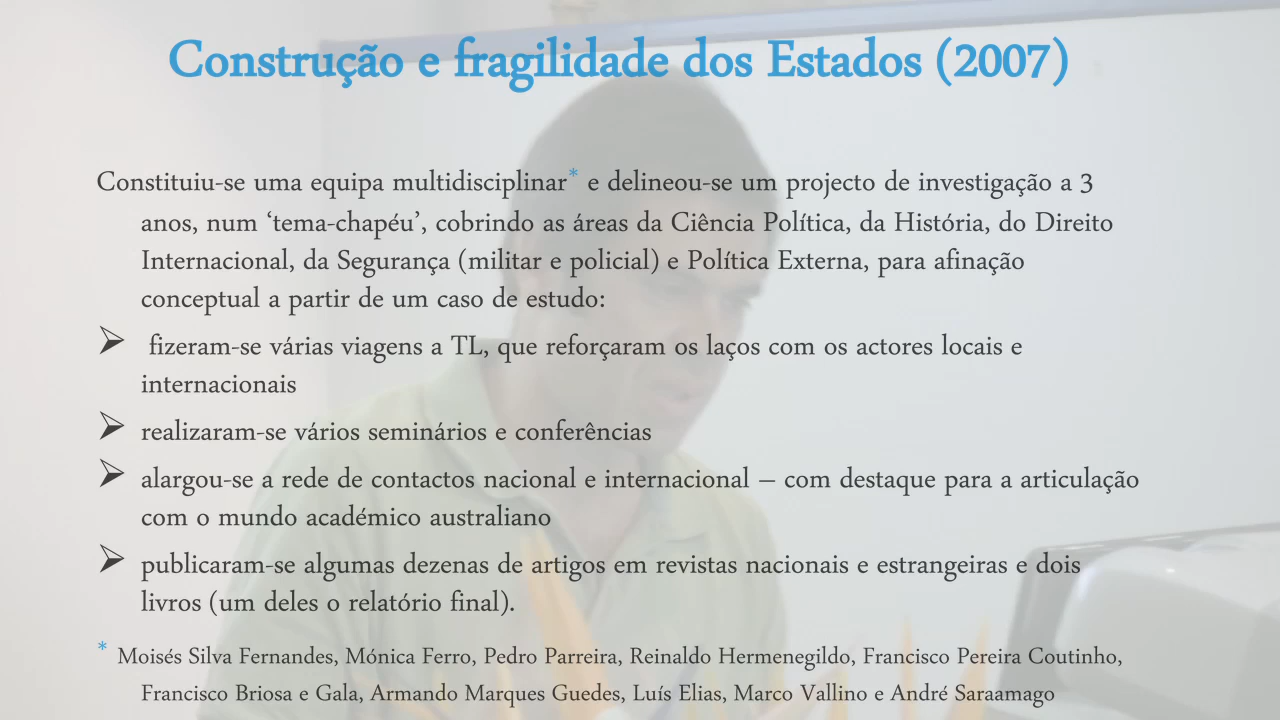 Construção e fragilidade dos Estados (2007)
Constituiu-se uma equipa multidisciplinar* e delineou-se um projecto de investigação a 3
anos, num ‘tema-chapéu’, cobrindo as áreas da Ciência Política, da História, do Direito
Internacional, da Segurança (militar e policial) e Política Externa, para afinação
conceptual a partir de um caso de estudo:
➢ fizeram-se várias viagens a TL, que reforçaram os laços com os actores locais e
internacionais
➢ realizaram-se vários seminários e conferências
➢ alargou-se a rede de contactos nacional e internacional – com destaque para a articulação
com o mundo académico australiano
➢ publicaram-se algumas dezenas de artigos em revistas nacionais e estrangeiras e dois
livros (um deles o relatório final).
* Moisés Silva Fernandes, Mónica Ferro, Pedro Parreira, Reinaldo Hermenegildo, Francisco Pereira Coutinho,
Francisco Briosa e Gala, Armando Marques Guedes, Luís Elias, Marco Vallino e André Saraamago